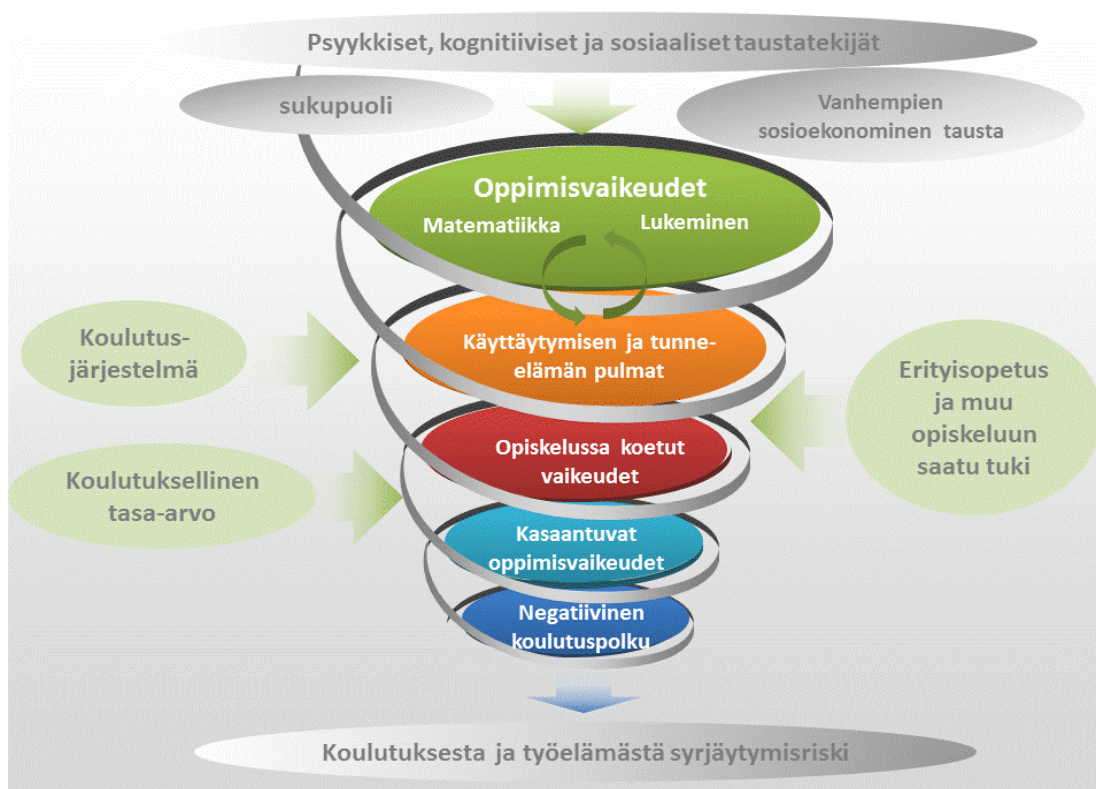 Psyykkiset, kognitiiviset ja sosiaaliset taustatekijät
sukupuoli
Vanhempien
sosioekonominen tausta
Oppimisvaikeudet
Matematiikka
Lukeminen
Koulutus-
järjestelmä
Käyttäytymisen ja tunne-
elämän pulmat
Erityisopetus
ja muu
opiskeluun
saatu tuki
Opiskelussa koetut
vaikeudet
Koulutuksellinen
tasa-arvo
Kasaantuvat
oppimisvaikeudet
Negatiivinen
koulutuspolku
Koulutuksesta ja työelämästä syrjäytymisriski